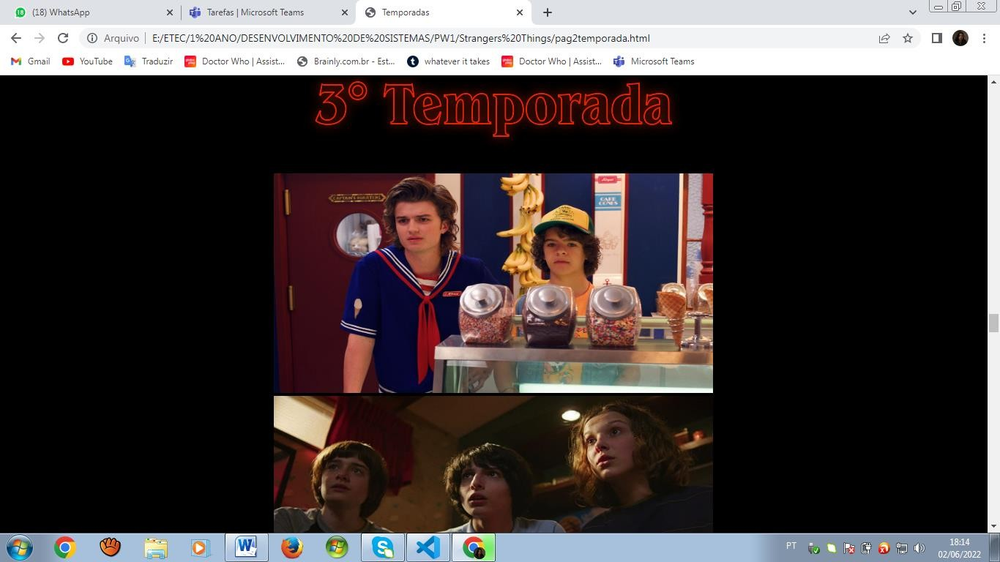 (18) WhatsApp
Tarefas | Microsoft Teams
Temporadas
Arquivo | E:/ETEC/1%20ANO/DESENVOLVIMENTO%20DE%20SISTEMAS/PW1/Strangers%20Things/pag2temporada.html
Gmail
YouTube
Traduzir
Doctor Who | Assist...
Brainly.com.br - Est...
whatever it takes
Doctor Who | Assist...
Microsoft Teams
3° Temporada
CAPTAIN'S QUARTERS
CAKE
CONES
PT
18:14
02/06/2022